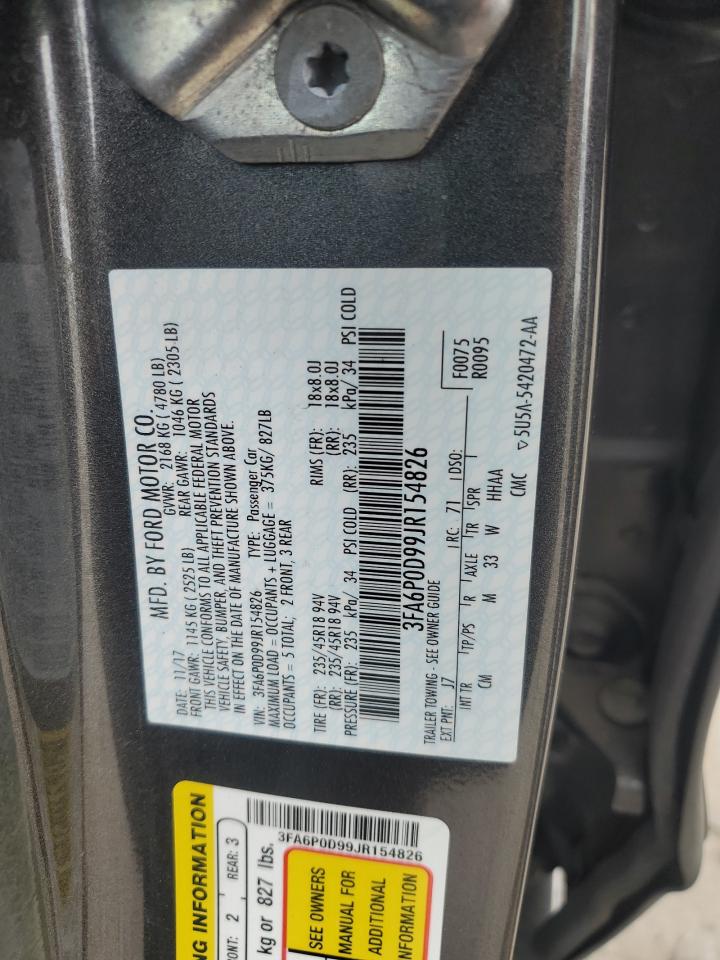 MFD. BY FORD MOTOR CO.
DATE: 11/17 GVWR: 2168 KG ( 4780 LB)
FRONT GAWR: 1145 KG ( 2525 LB) REAR GAWR: 1046 KG ( 2305 LB)
THIS VEHICLE CONFORMS TO ALL APPLICABLE FEDERAL MOTOR
VEHICLE SAFETY, BUMPER, AND THEFT PREVENTION STANDARDS
IN EFFECT ON THE DATE OF MANUFACTURE SHOWN ABOVE.
VIN: 3FA6P0D99JR154826 TYPE: Passenger Car
MAXIMUM LOAD = OCCUPANTS + LUGGAGE = 375KG/ 827LB
OCCUPANTS = 5 TOTAL; 2 FRONT, 3 REAR
TIRE (FR): 235/45R18 94V RIMS (FR): 18x8.0J
(RR): 235/45R18 94V (RR): 18x8.0J
PRESSURE (FR): 235 kPa/ 34 PSI COLD (RR): 235 kPa/ 34 PSI COLD
3FA6P0D99JR154826
TRAILER TOWING - SEE OWNER GUIDE
EXT PNT: J7 RC: 71 DSO: F0075
R0095
INT TR TP/PS R AXLE TR SPR
CM M 33 W HHAA
CMC 5U5A-5420472-AA
NG INFORMATION
ONT: 2 REAR: 3
kg or 827 lbs.
3FA6P0D99JR154826
SEE OWNERS
MANUAL FOR
ADDITIONAL
INFORMATION